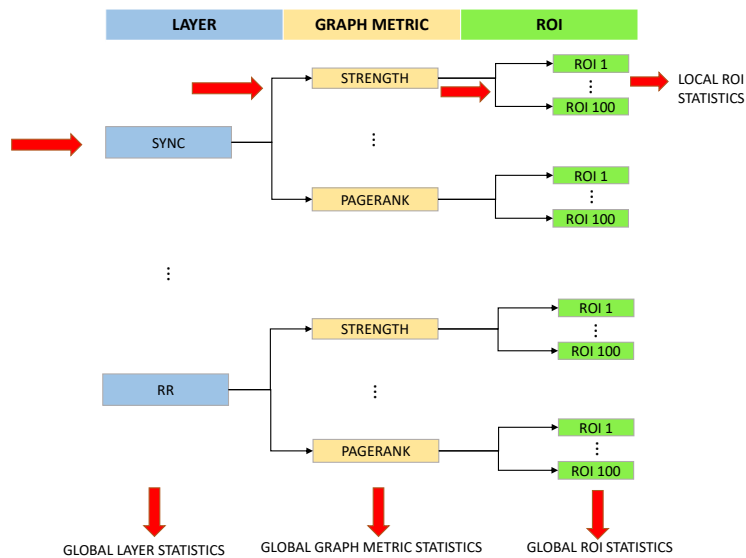 LAYER
GRAPH METRIC
ROI
STRENGTH
ROI 1
⋮
ROI 100
LOCAL ROI
STATISTICS
SYNC
⋮
PAGERANK
ROI 1
⋮
ROI 100
⋮
STRENGTH
ROI 1
⋮
ROI 100
RR
⋮
PAGERANK
ROI 1
⋮
ROI 100
GLOBAL LAYER STATISTICS
GLOBAL GRAPH METRIC STATISTICS
GLOBAL ROI STATISTICS